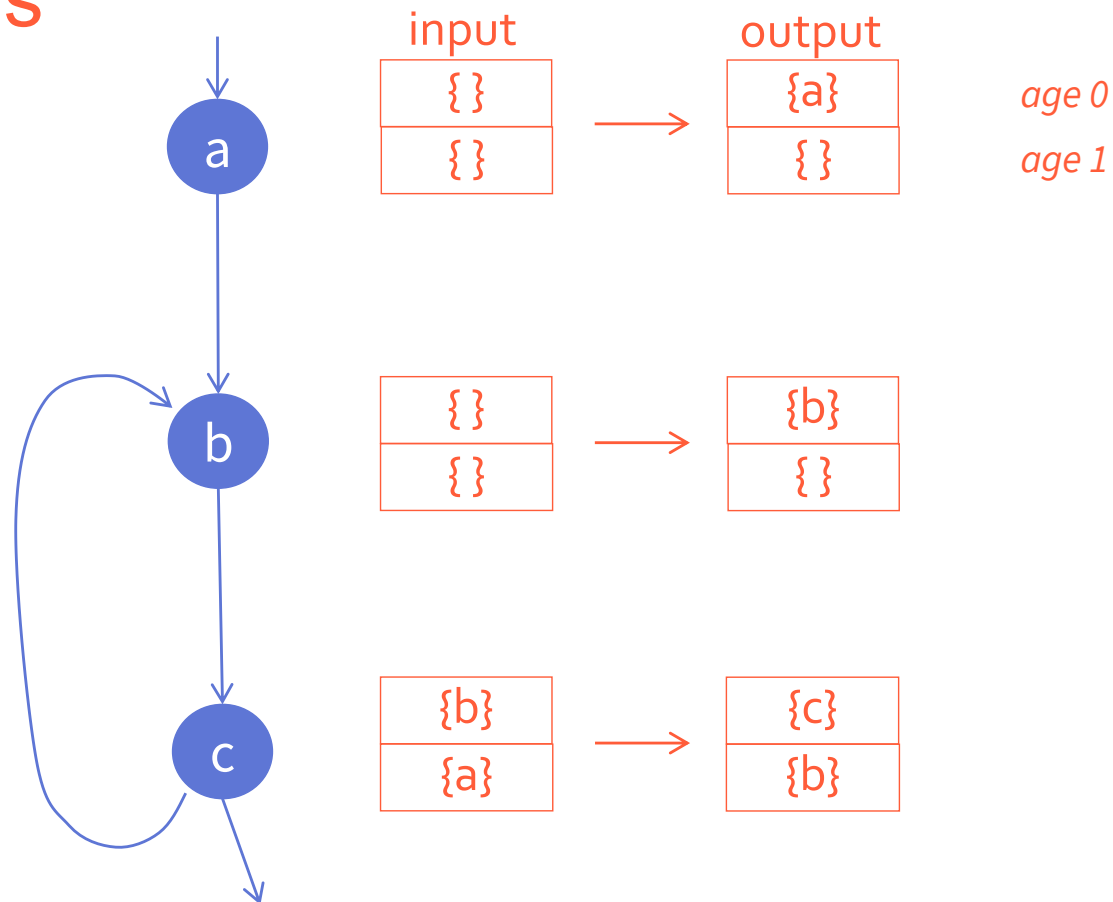 s
input output
{ } {a} age 0
a
{ } { } age 1
{ } {b}
b
{ } { }
{b} {c}
c
{a} {b}